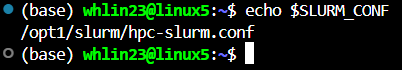 (base) whlin23@linux5:~$ echo $SLURM_CONF
/opt1/slurm/hpc-slurm.conf
(base) whlin23@linux5:~$